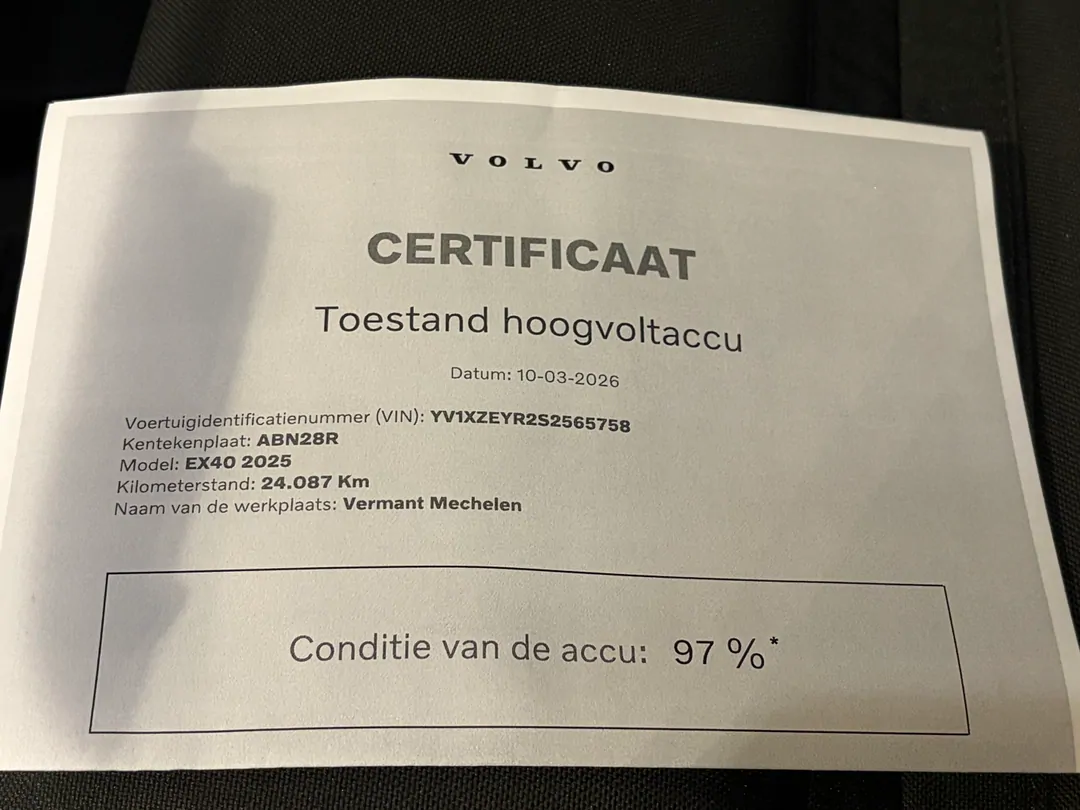 VOLVO
CERTIFICAAT
Toestand hoogvoltaccu
Datum: 10-03-2026
Voertuigidentificatienummer (VIN): YV1XZEYR2S2565758
Kentekenplaat: ABN28R
Model: EX40 2025
Kilometerstand: 24.087 Km
Naam van de werkplaats: Vermant Mechelen
Conditie van de accu: 97 %*